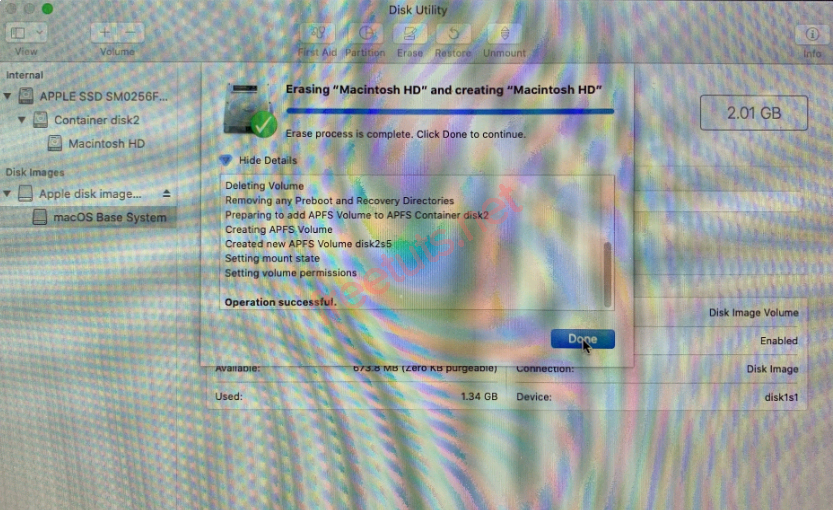 Disk Utility
View
Volume
First Aid
Partition
Erase
Restore
Unmount
Info
Internal
APPLE SSD SM0256F...
Container disk2
Macintosh HD
Disk Images
Apple disk image...
macOS Base System
Erasing “Macintosh HD” and creating “Macintosh HD”
Erase process is complete. Click Done to continue.
Hide Details
Deleting Volume
Removing any Preboot and Recovery Directories
Preparing to add APFS Volume to APFS Container disk2
Creating APFS Volume
Created new APFS Volume disk2s5
Setting mount state
Setting volume permissions
Operation successful.
Done
2.01 GB
Disk Image Volume
Enabled
Available: 673.8 MB (Zero KB purgeable) Connection: Disk Image
Used: 1.34 GB Device: disk1s1